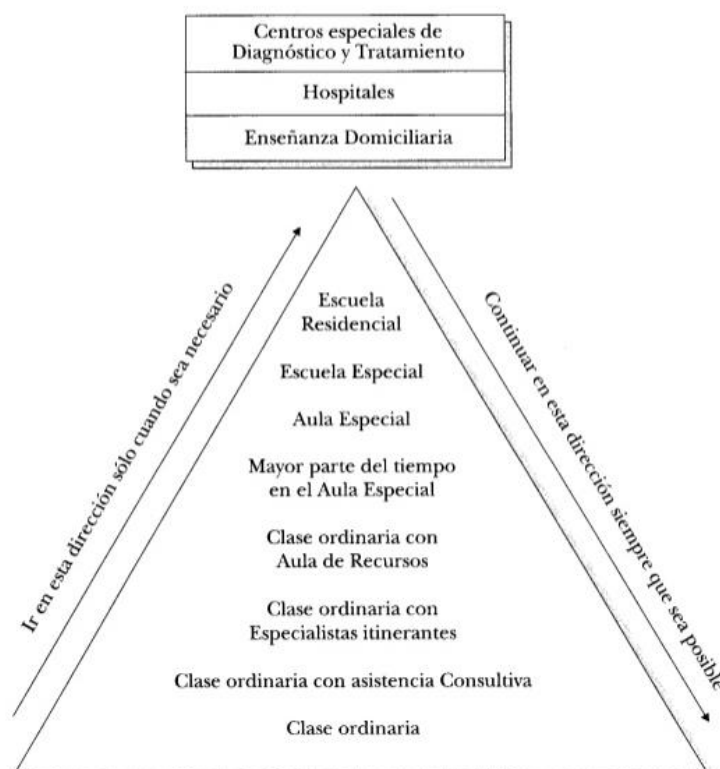 Centros especiales de
Diagnóstico y Tratamiento
Hospitales
Enseñanza Domiciliaria
Ir en esta dirección sólo cuando sea necesario
Continuar en esta dirección siempre que sea posible
Escuela
Residencial
Escuela Especial
Aula Especial
Mayor parte del tiempo
en el Aula Especial
Clase ordinaria con
Aula de Recursos
Clase ordinaria con
Especialistas itinerantes
Clase ordinaria con asistencia Consultiva
Clase ordinaria